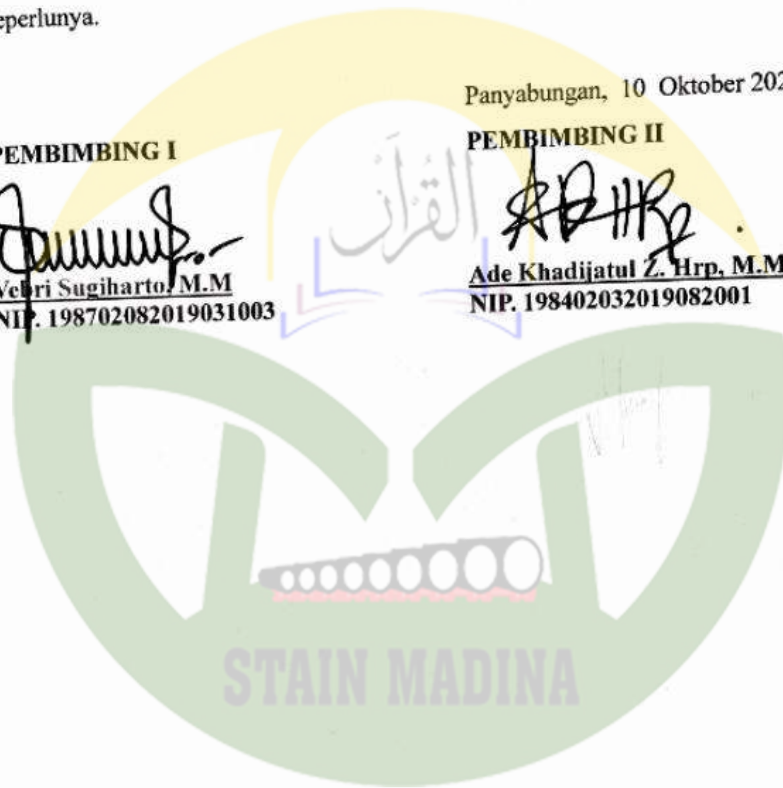 eperlunya.
Panyabungan, 10 Oktober 202
PEMBIMBING I
PEMBIMBING II
القرآن
Vebri Sugiharto, M.M
NIP. 198702082019031003
Ade Khadijatul Z. Hrp, M.M
NIP. 198402032019082001
STAIN MADINA